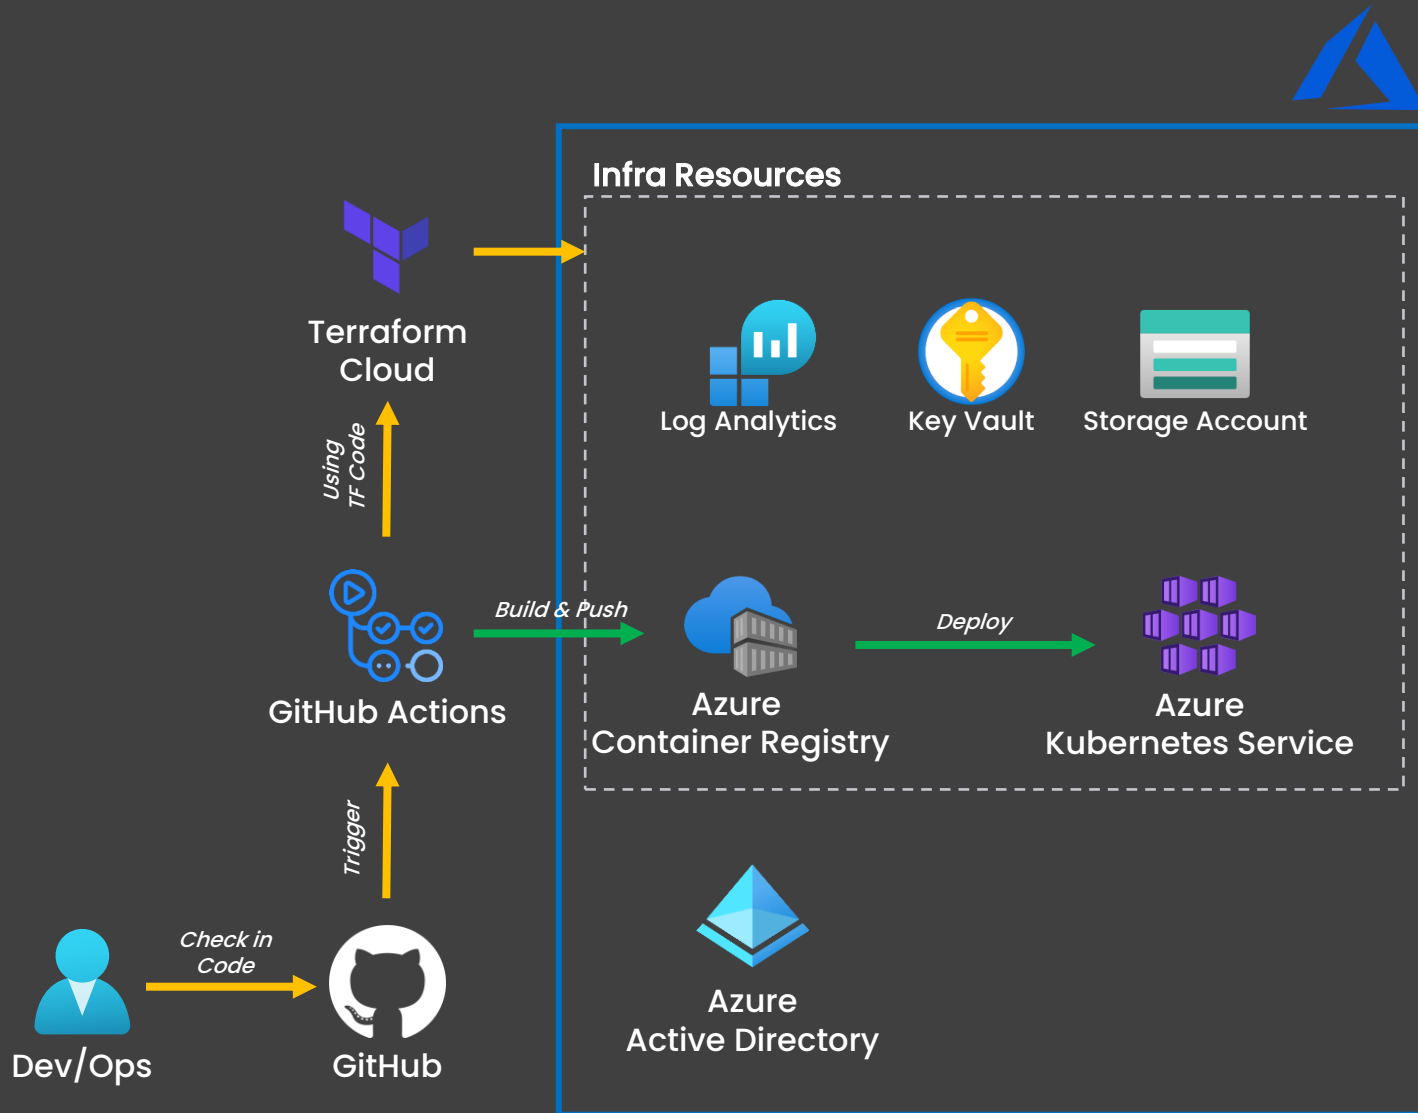 Infra Resources
Terraform
Cloud
Log Analytics
Key Vault
Storage Account
Using
TF Code
Build & Push
Deploy
GitHub Actions
Azure
Container Registry
Azure
Kubernetes Service
Trigger
Check in
Code
Dev/Ops
GitHub
Azure
Active Directory